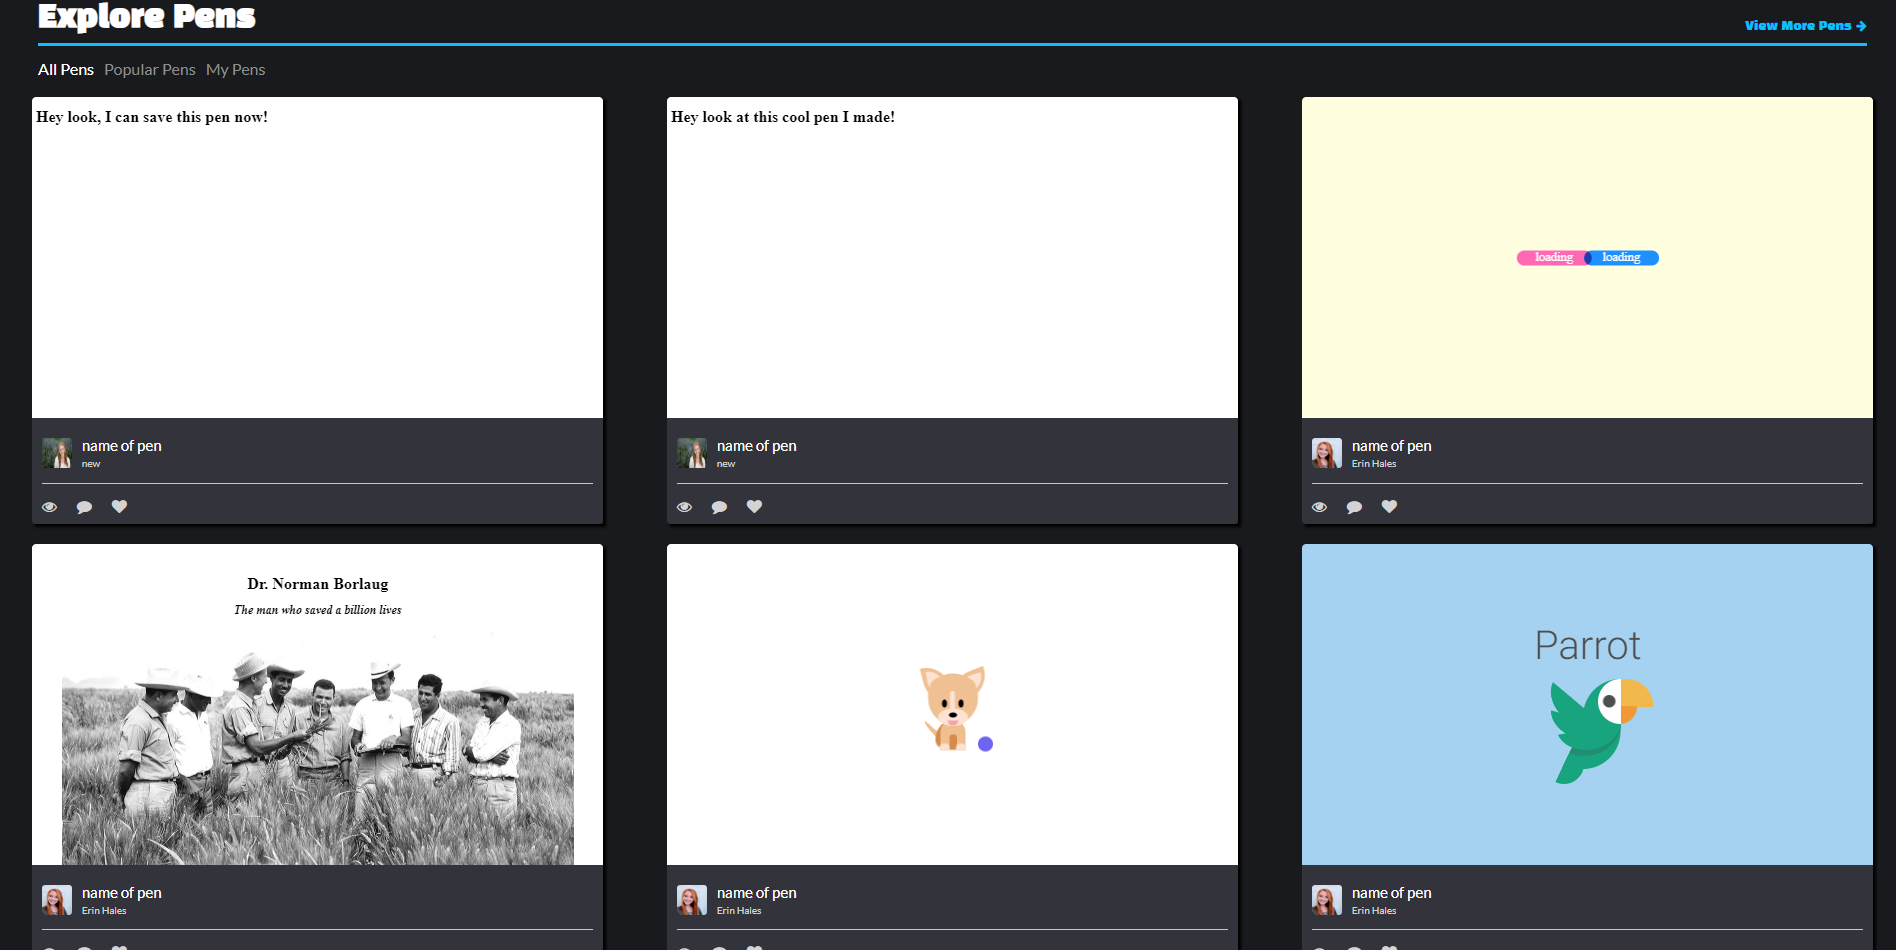 Explore Pens
View More Pens →
All Pens Popular Pens My Pens
Hey look, I can save this pen now!
Hey look at this cool pen I made!
loading loading
name of pen
new
name of pen
new
name of pen
Erin Hales
Dr. Norman Borlaug
The man who saved a billion lives
Parrot
name of pen
Erin Hales
name of pen
Erin Hales
name of pen
Erin Hales